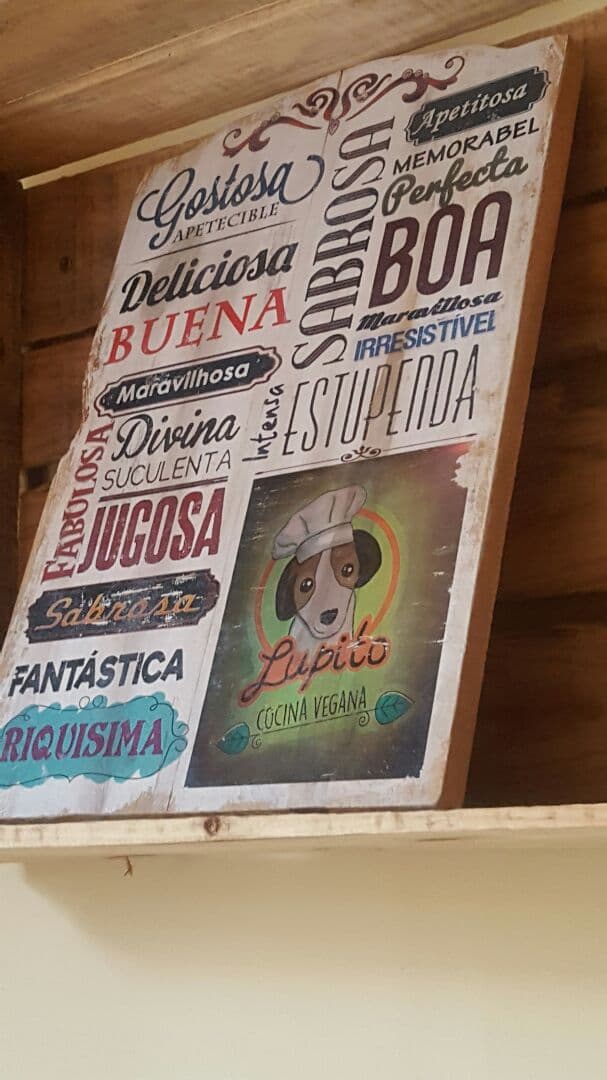 Gostosa
APETECIBLE
Deliciosa
BUENA
Maravilhosa
FABULOSA
Divina
SUCULENTA
JUGOSA
Sabrosa
FANTÁSTICA
RIQUISIMA
SABROSA
Apetitosa
MEMORABEL
Perfecta
BOA
Maravillosa
IRRESISTÍVEL
Intensa
ESTUPENDA
Lupito
COCINA VEGANA